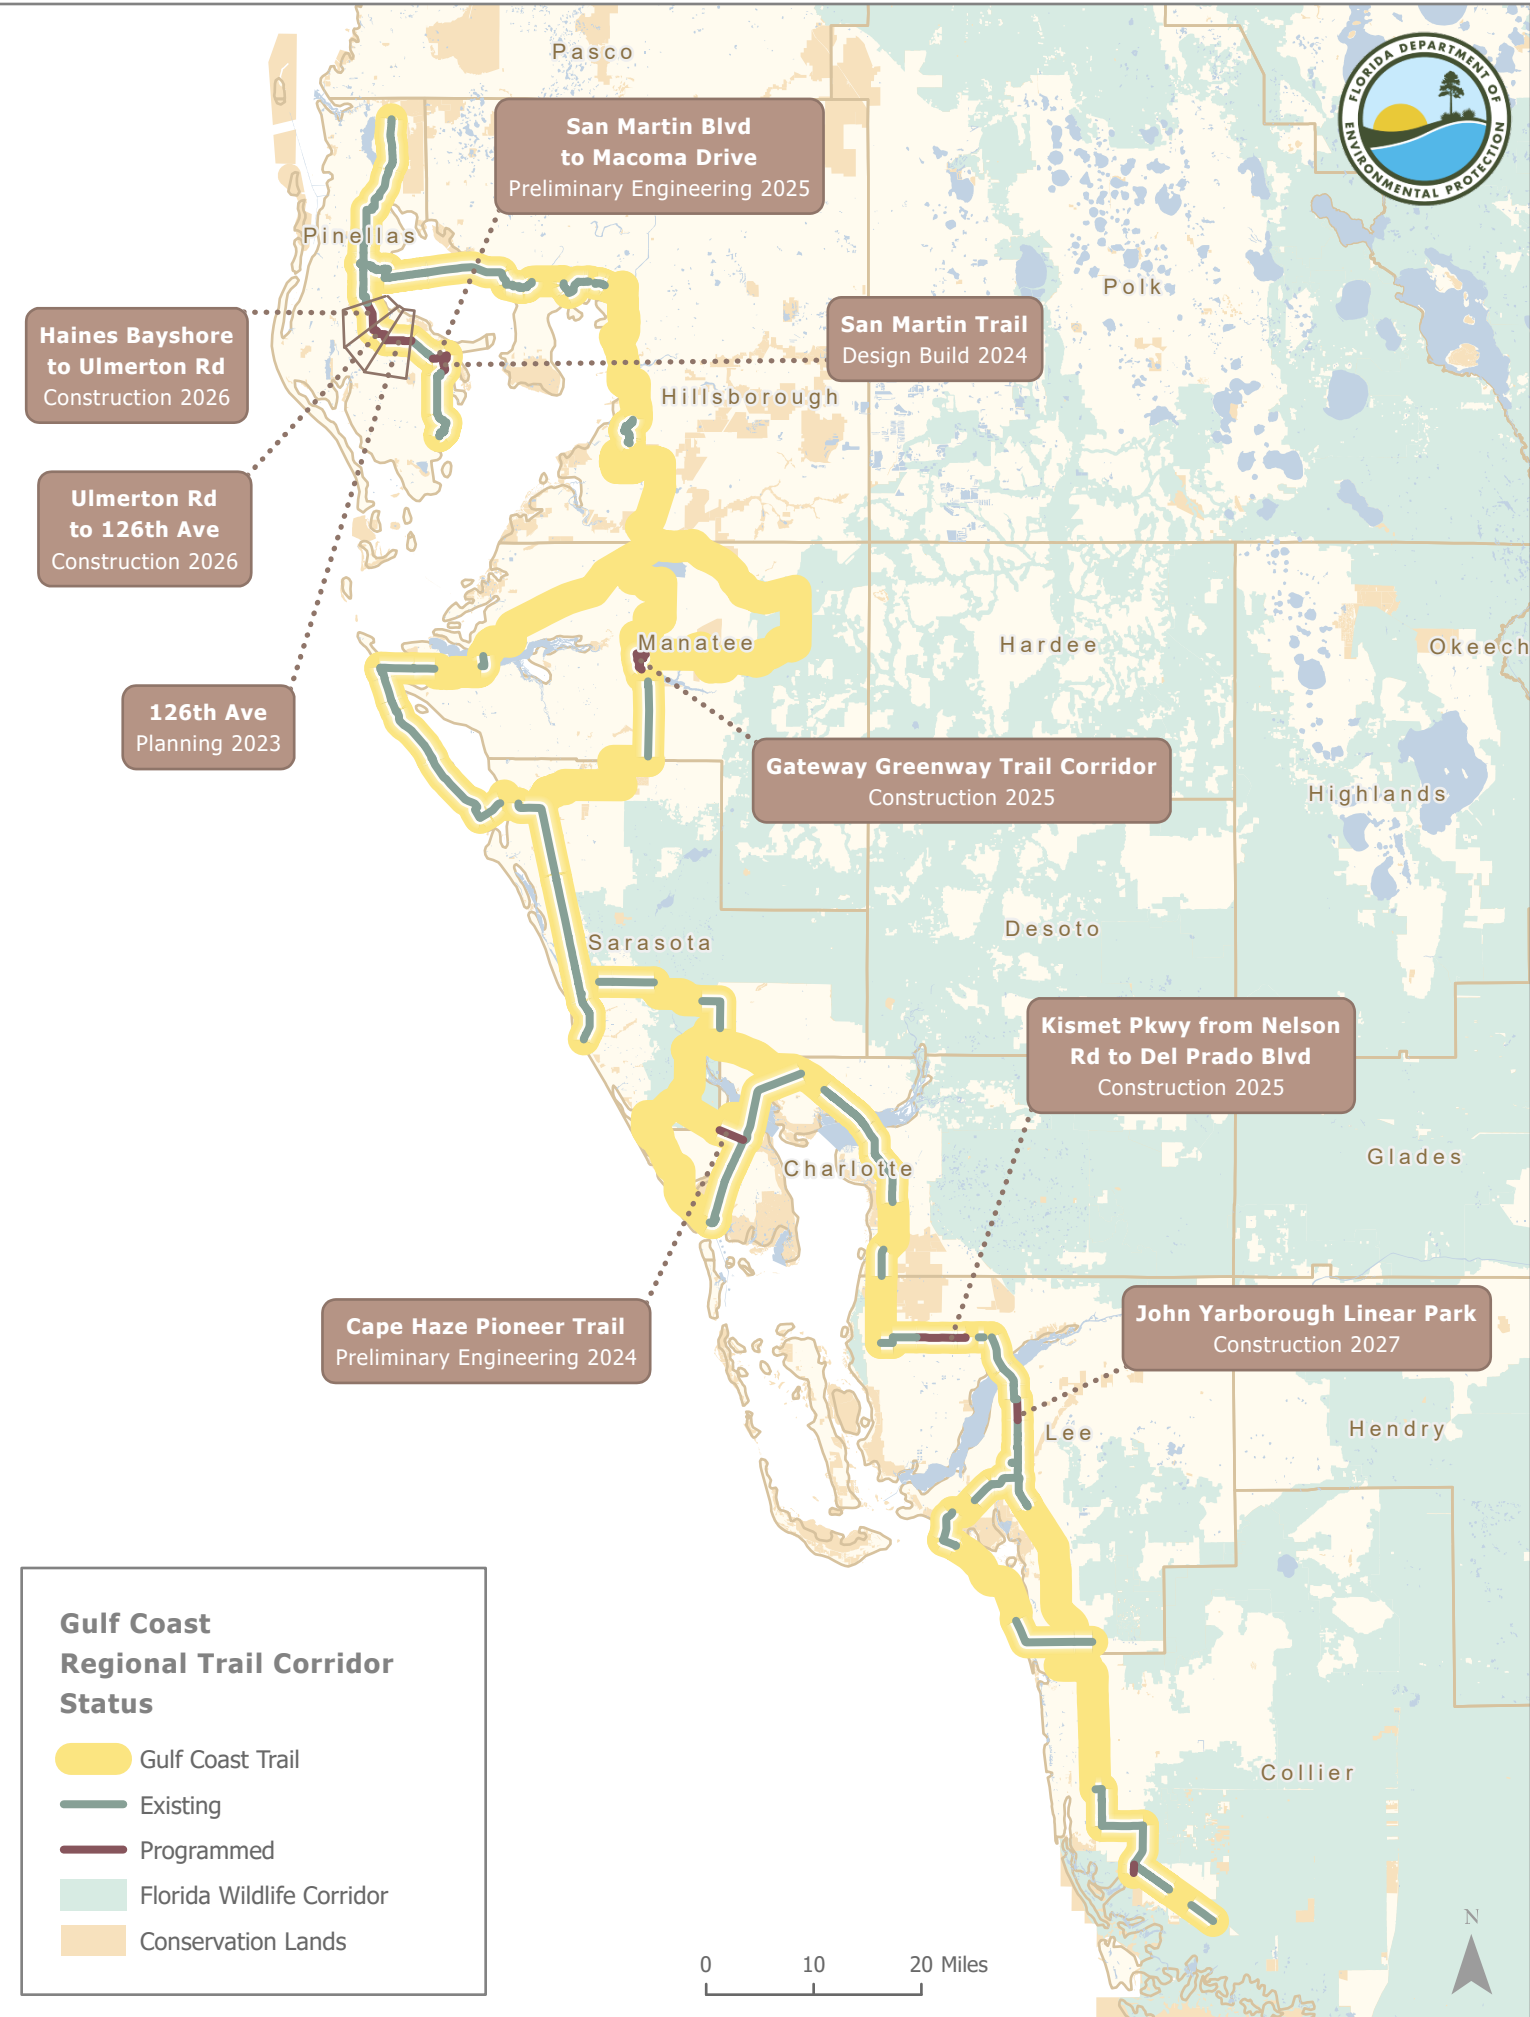 Pasco
FLORIDA DEPARTMENT OF
ENVIRONMENTAL PROTECTION
San Martin Blvd
to Macoma Drive
Preliminary Engineering 2025
Pinellas
Polk
Haines Bayshore
to Ulmerton Rd
Construction 2026
San Martin Trail
Design Build 2024
Hillsborough
Ulmerton Rd
to 126th Ave
Construction 2026
Manatee
Hardee
Okeech
126th Ave
Planning 2023
Gateway Greenway Trail Corridor
Construction 2025
Highlands
Desoto
Sarasota
Kismet Pkwy from Nelson
Rd to Del Prado Blvd
Construction 2025
Glades
Charlotte
Cape Haze Pioneer Trail
Preliminary Engineering 2024
John Yarborough Linear Park
Construction 2027
Lee
Hendry
Gulf Coast
Regional Trail Corridor
Status
Gulf Coast Trail
Existing
Programmed
Florida Wildlife Corridor
Conservation Lands
Collier
0 10 20 Miles
N